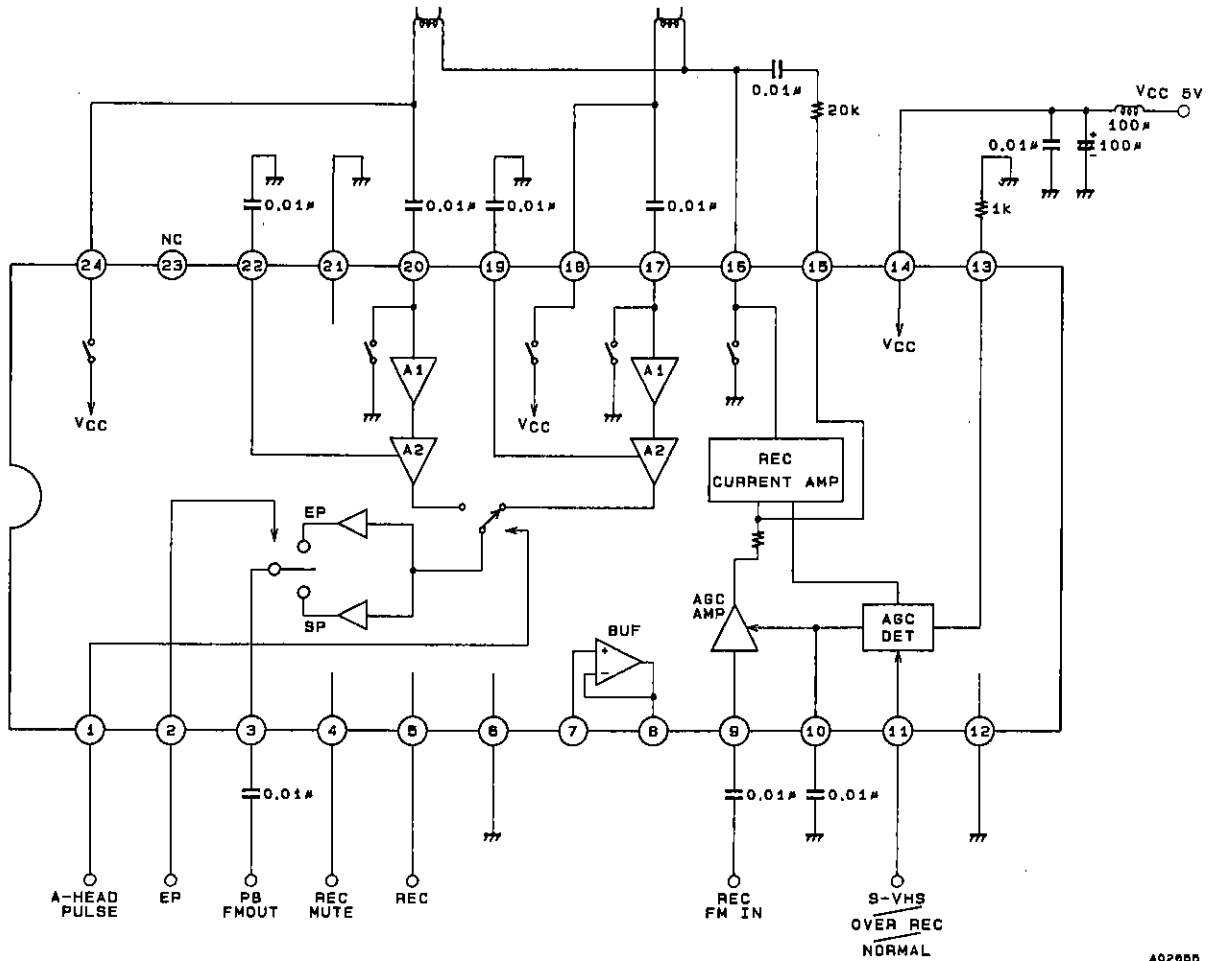 VCC 5V
0.01μ
20k
100μ
0.01μ
100μ
+
-
0.01μ
0.01μ
0.01μ
0.01μ
1k
NC
24
23
22
21
20
19
18
17
16
15
14
13
VCC
VCC
VCC
A1
A1
A2
A2
REC
CURRENT AMP
EP
SP
AGC
AMP
AGC
DET
BUF
+
-
1
2
3
4
5
6
7
8
9
10
11
12
0.01μ
0.01μ
0.01μ
A-HEAD
PULSE
EP
PB
FMOUT
REC
MUTE
REC
REC
FM IN
S-VHS
OVER REC
NORMAL